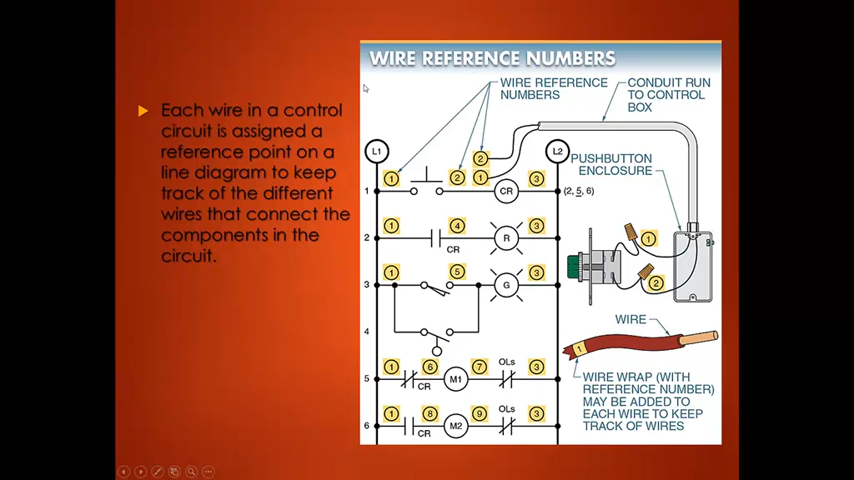 Each wire in a control
circuit is assigned a
reference point on a
line diagram to keep
track of the different
wires that connect the
components in the
circuit.
WIRE REFERENCE NUMBERS
WIRE REFERENCE
NUMBERS
CONDUIT RUN
TO CONTROL
BOX
L1
L2
2
PUSHBUTTON
ENCLOSURE
1 2 1 3
1 CR (2, 5, 6)
1 4 3
2 CR R
1
2
1 5 3
3 G
WIRE
4
1
1 6 7 OLs 3
5 CR M1
WIRE WRAP (WITH
REFERENCE NUMBER)
MAY BE ADDED TO
EACH WIRE TO KEEP
TRACK OF WIRES
1 8 9 OLs 3
6 CR M2